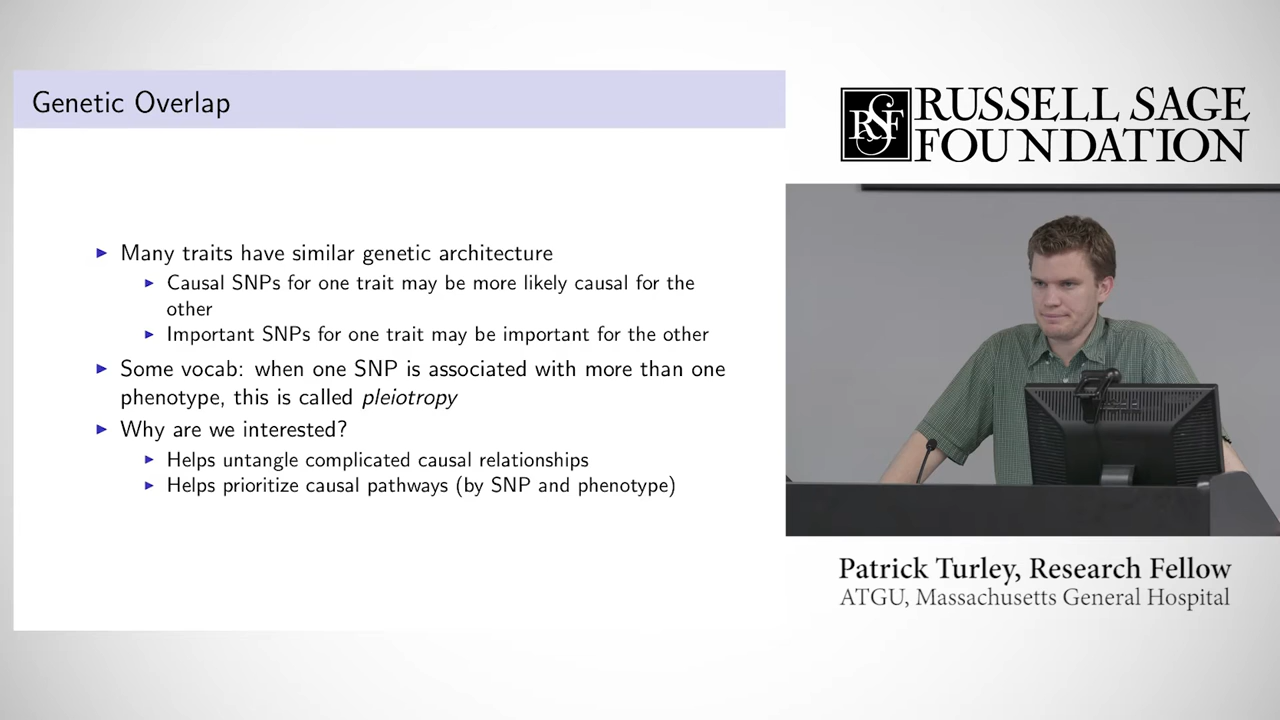 Genetic Overlap
▶ Many traits have similar genetic architecture
▶ Causal SNPs for one trait may be more likely causal for the
other
▶ Important SNPs for one trait may be important for the other
▶ Some vocab: when one SNP is associated with more than one
phenotype, this is called pleiotropy
▶ Why are we interested?
▶ Helps untangle complicated causal relationships
▶ Helps prioritize causal pathways (by SNP and phenotype)
RSF
RUSSELL SAGE
FOUNDATION
Patrick Turley, Research Fellow
ATGU, Massachusetts General Hospital